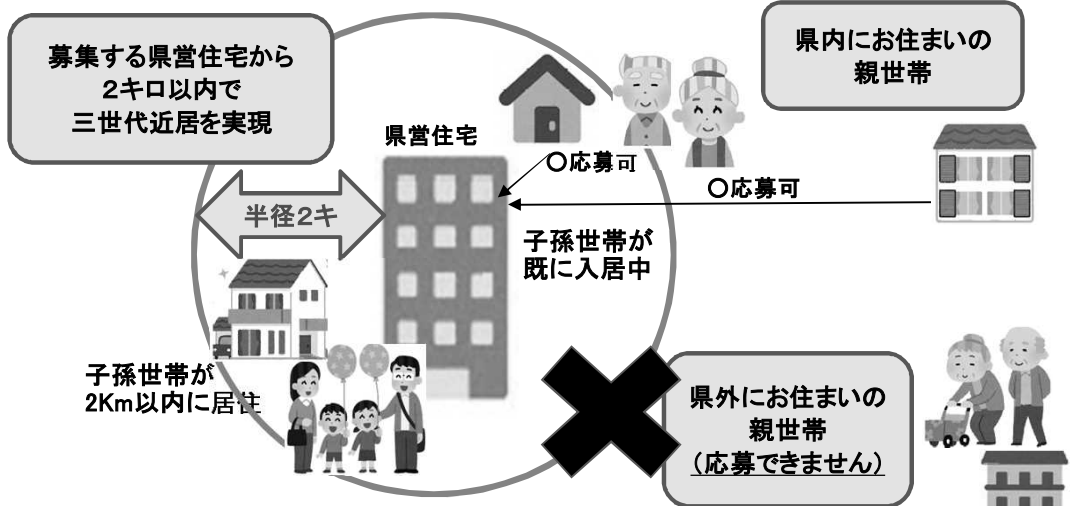 募集する県営住宅から
２キロ以内で
三世代近居を実現
県内にお住まいの
親世帯
県営住宅
〇応募可
〇応募可
半径２キ
子孫世帯が
既に入居中
子孫世帯が
2Km以内に居住
県外にお住まいの
親世帯
（応募できません）